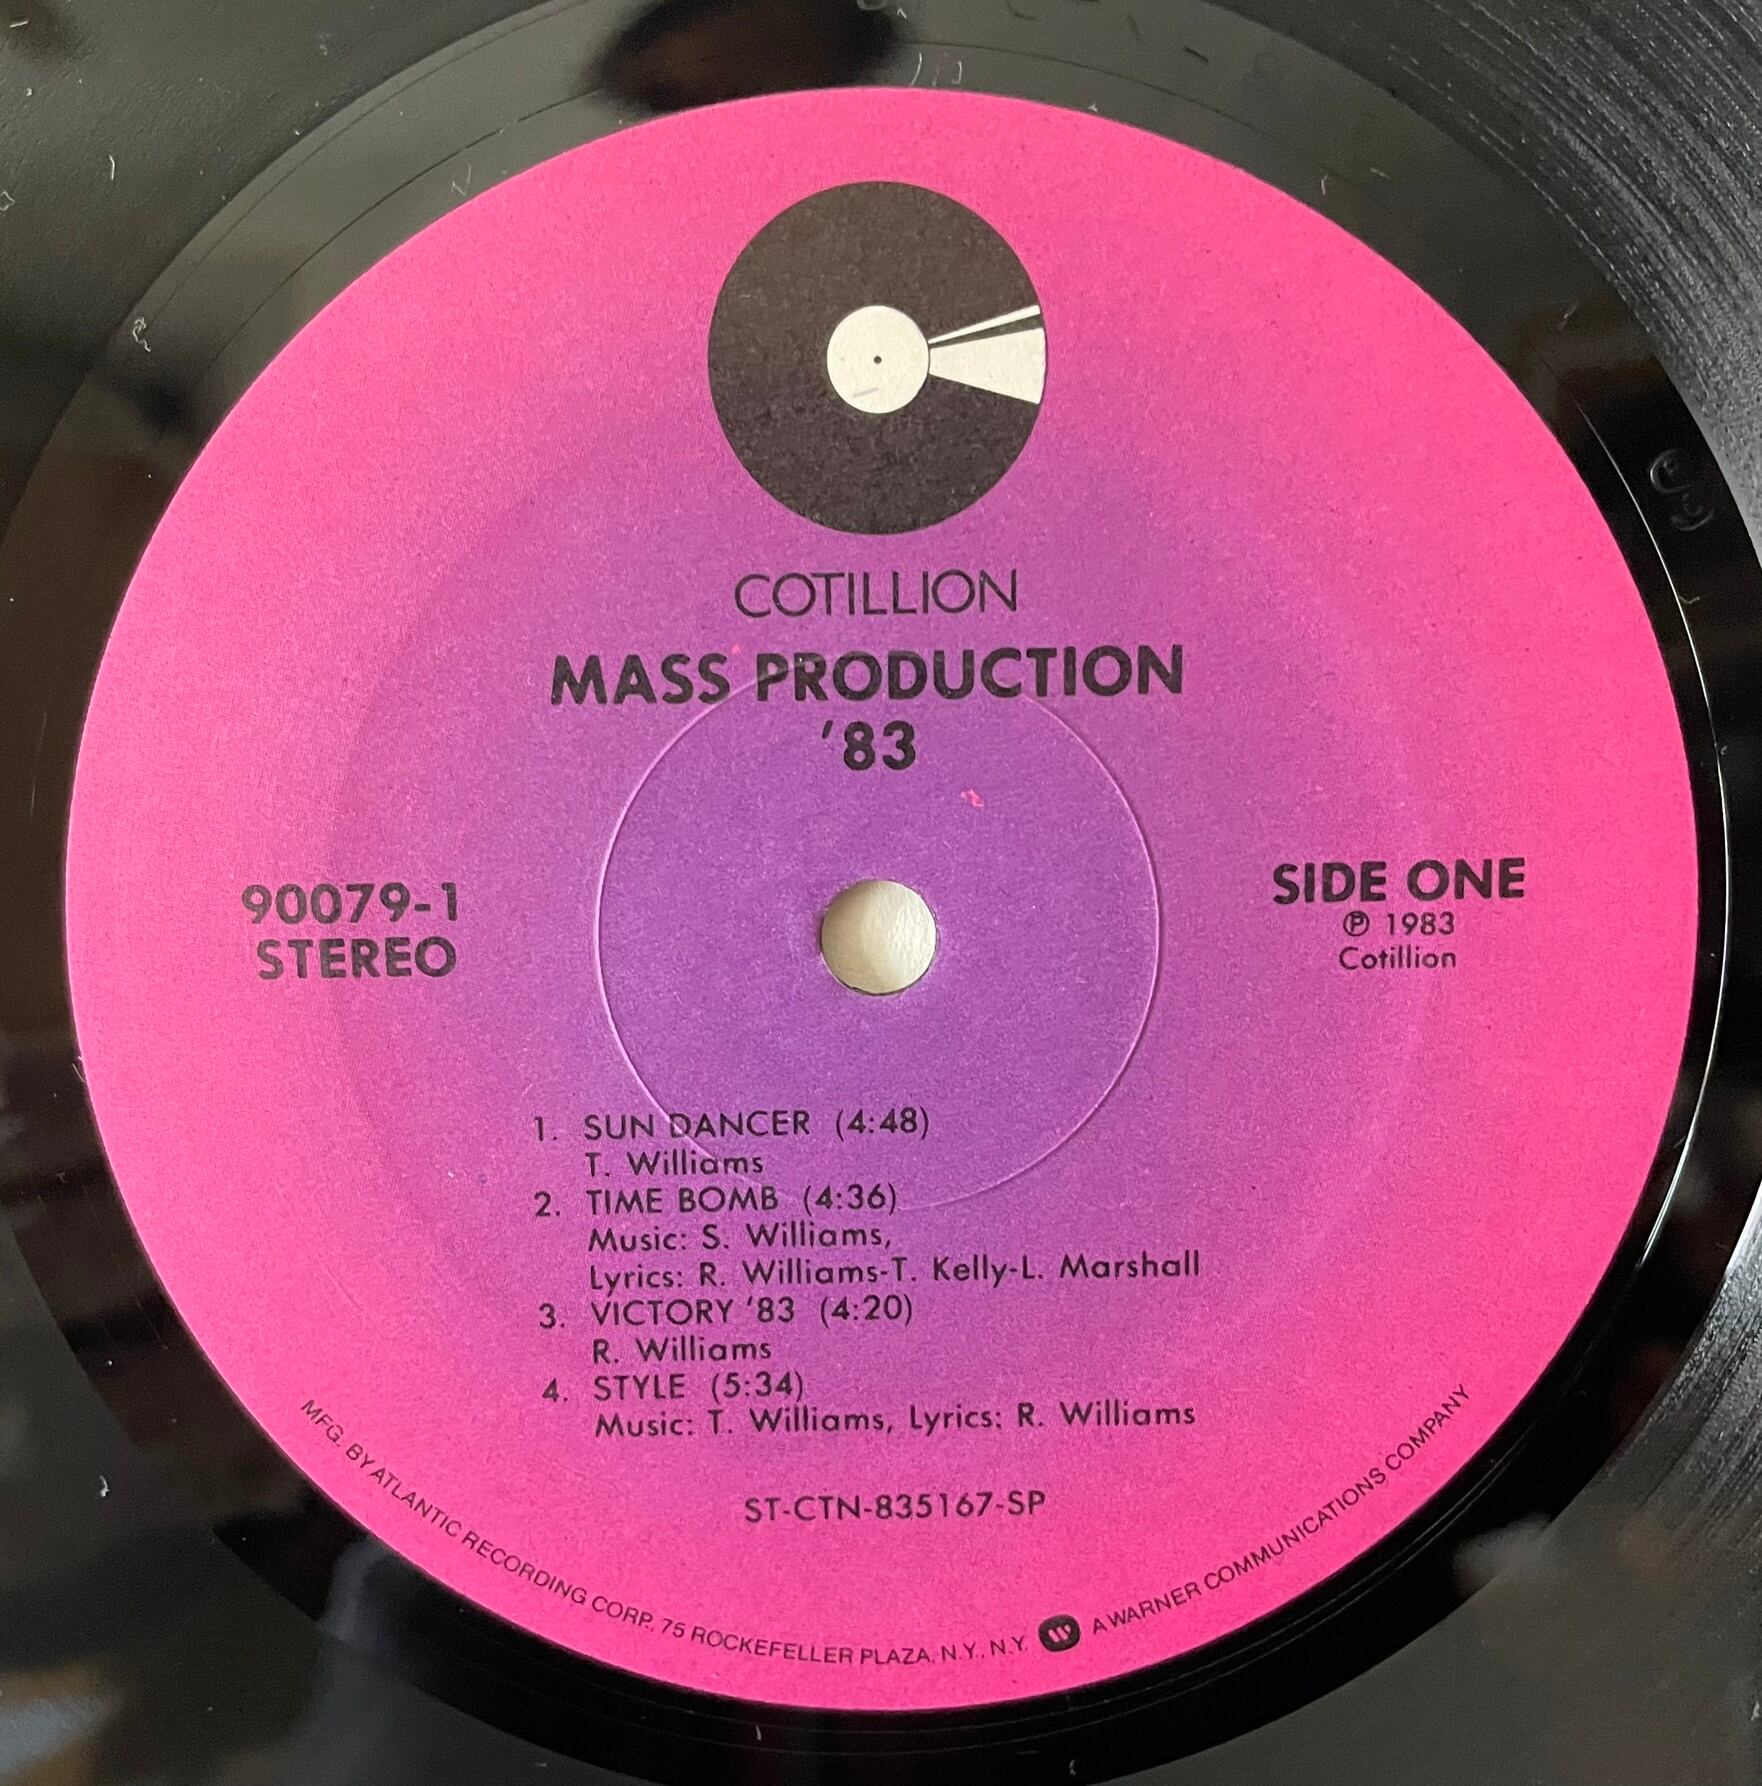 COTILLION
MASS PRODUCTION
'83
90079-1
STEREO
SIDE ONE
℗ 1983
Cotillion
1. SUN DANCER (4:48)
T. Williams
2. TIME BOMB (4:36)
Music: S. Williams,
Lyrics: R. Williams-T. Kelly-L. Marshall
3. VICTORY '83 (4:20)
R. Williams
4. STYLE (5:34)
Music: T. Williams, Lyrics: R. Williams
ST-CTN-835167-SP
MFG. BY ATLANTIC RECORDING CORP., 75 ROCKEFELLER PLAZA, N.Y., N.Y. A WARNER COMMUNICATIONS COMPANY